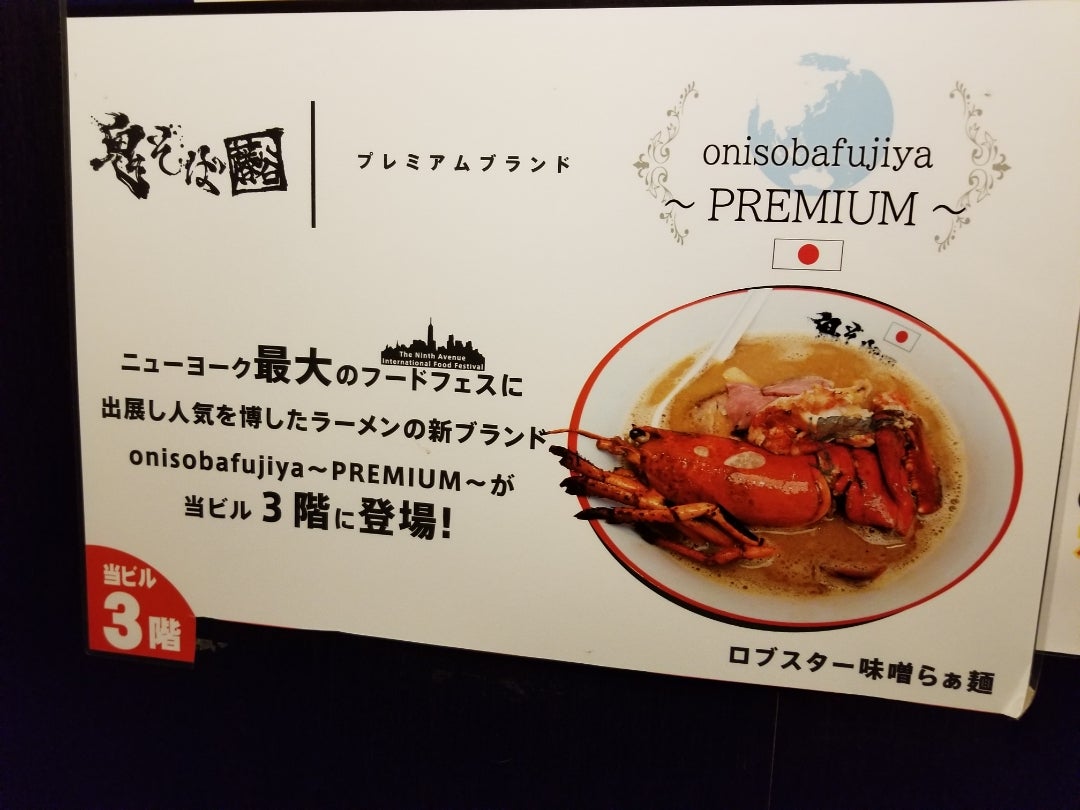 鬼そば藤谷
プレミアムブランド
onisobafujiya
～ PREMIUM ～
The Ninth Avenue
International Food Festival
ニューヨーク最大のフードフェスに
出展し人気を博したラーメンの新ブランド
onisobafujiya～PREMIUM～が
当ビル3階に登場!
当ビル
3階
鬼そば
ロブスター味噌らぁ麺